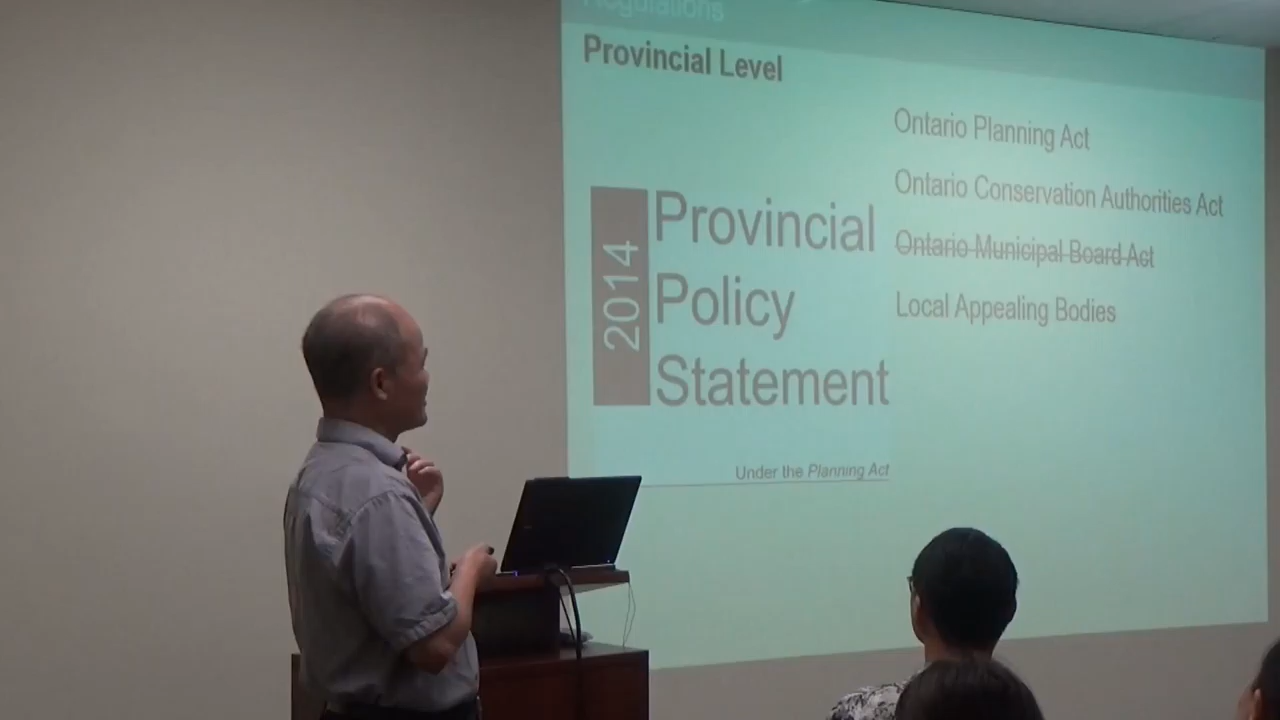 Regulations
Provincial Level
2014
Provincial
Policy
Statement
Under the Planning Act
Ontario Planning Act
Ontario Conservation Authorities Act
Ontario Municipal Board Act
Local Appealing Bodies